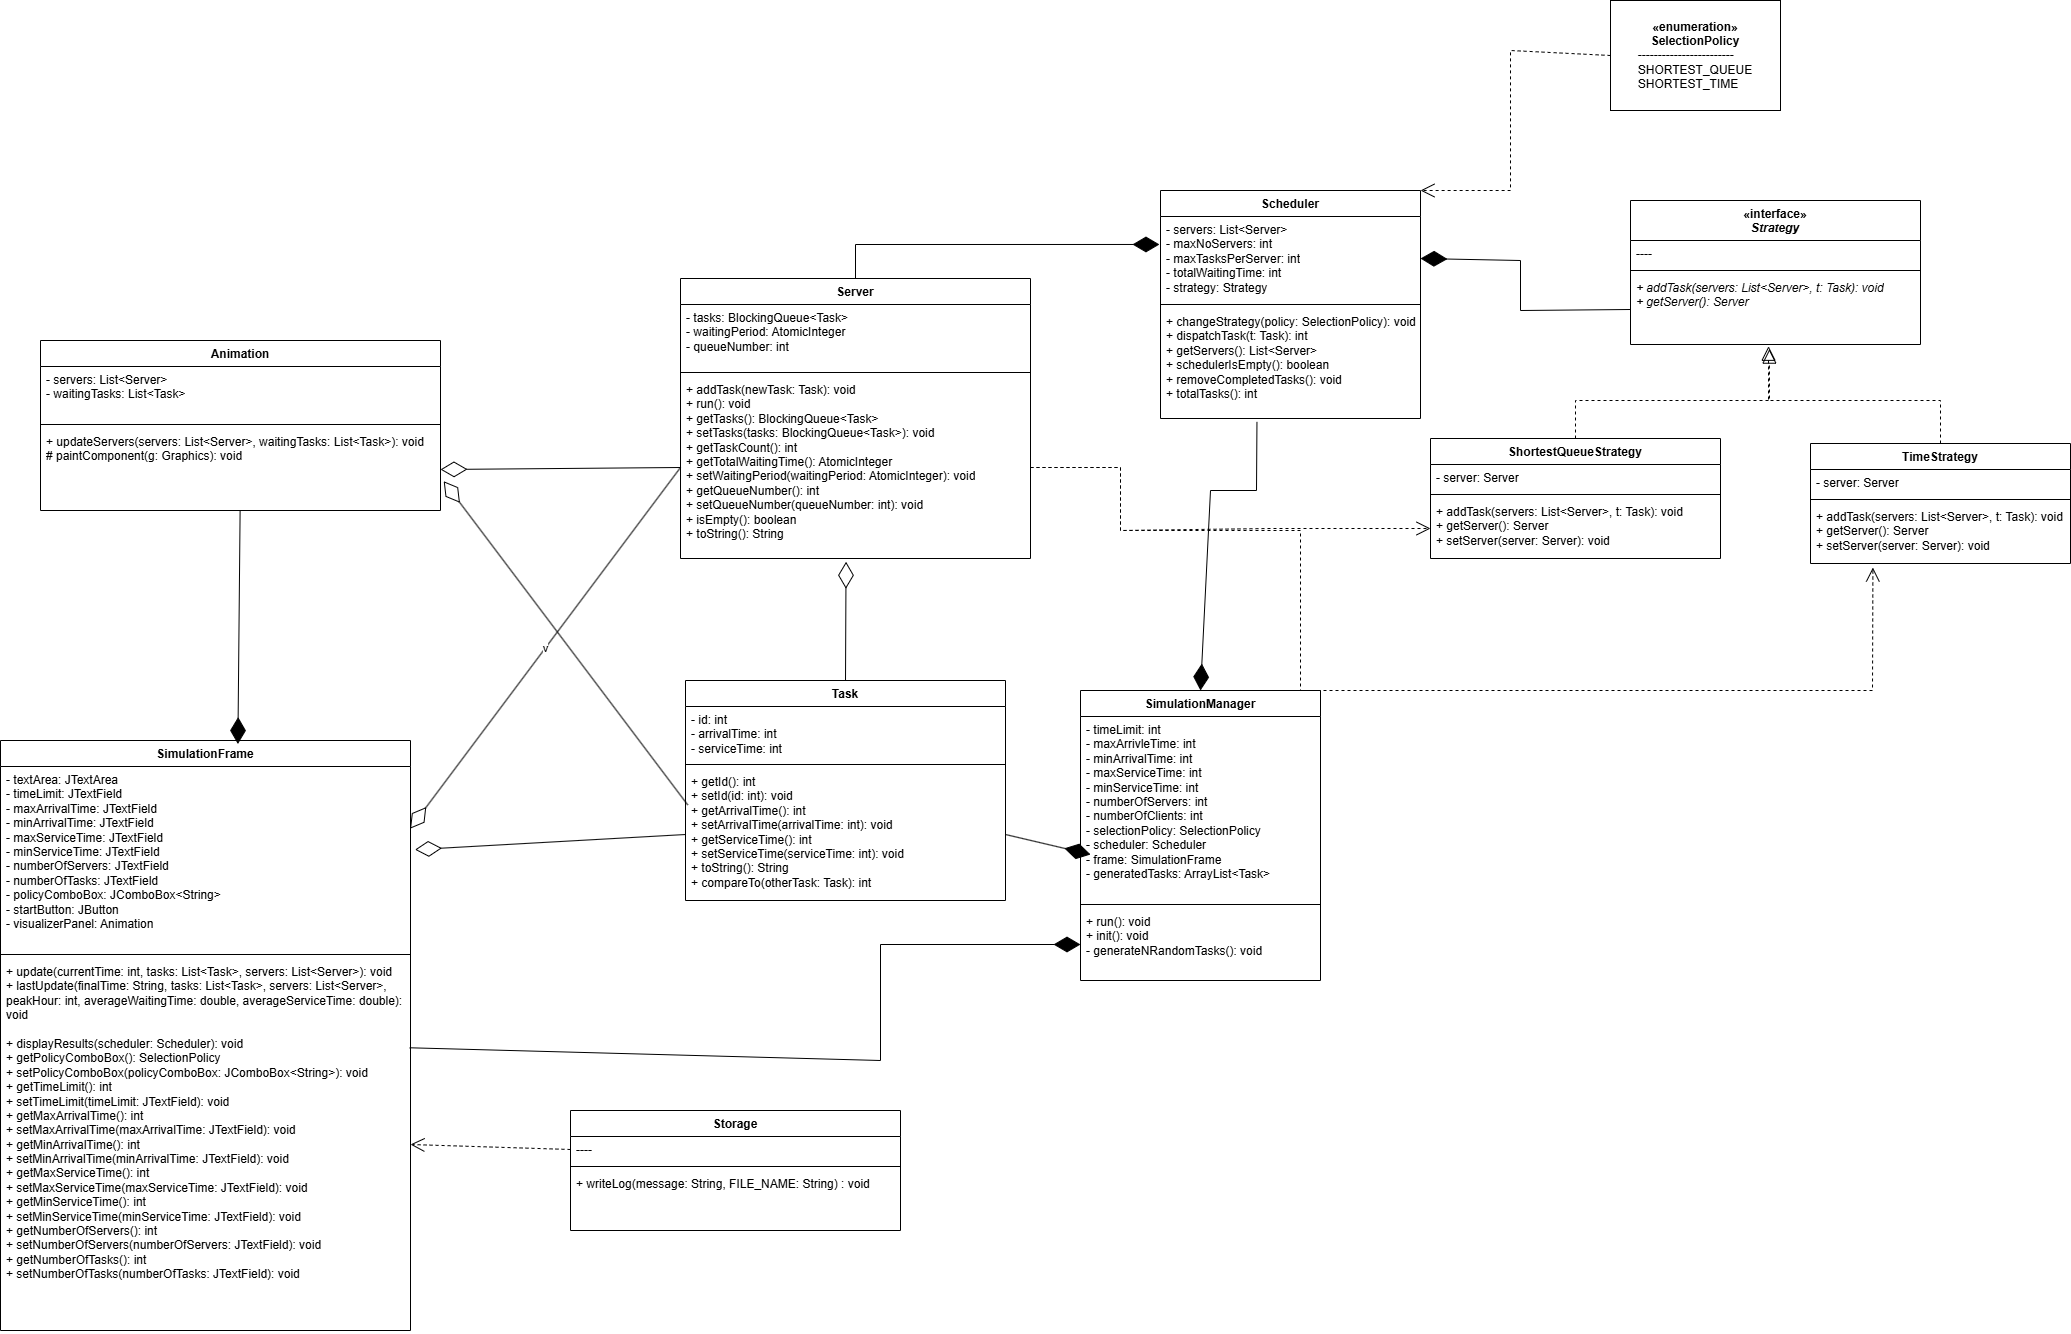 «enumeration»
SelectionPolicy
------------------------
SHORTEST_QUEUE
SHORTEST_TIME
Scheduler
- servers: List<Server>
- maxNoServers: int
- maxTasksPerServer: int
- totalWaitingTime: int
- strategy: Strategy
+ changeStrategy(policy: SelectionPolicy): void
+ dispatchTask(t: Task): int
+ getServers(): List<Server>
+ schedulerIsEmpty(): boolean
+ removeCompletedTasks(): void
+ totalTasks(): int
«interface»
Strategy
----
+ addTask(servers: List<Server>, t: Task): void
+ getServer(): Server
Server
- tasks: BlockingQueue<Task>
- waitingPeriod: AtomicInteger
- queueNumber: int
+ addTask(newTask: Task): void
+ run(): void
+ getTasks(): BlockingQueue<Task>
+ setTasks(tasks: BlockingQueue<Task>): void
+ getTaskCount(): int
+ getTotalWaitingTime(): AtomicInteger
+ setWaitingPeriod(waitingPeriod: AtomicInteger): void
+ getQueueNumber(): int
+ setQueueNumber(queueNumber: int): void
+ isEmpty(): boolean
+ toString(): String
Animation
- servers: List<Server>
- waitingTasks: List<Task>
+ updateServers(servers: List<Server>, waitingTasks: List<Task>): void
# paintComponent(g: Graphics): void
ShortestQueueStrategy
- server: Server
+ addTask(servers: List<Server>, t: Task): void
+ getServer(): Server
+ setServer(server: Server): void
TimeStrategy
- server: Server
+ addTask(servers: List<Server>, t: Task): void
+ getServer(): Server
+ setServer(server: Server): void
v
Task
- id: int
- arrivalTime: int
- serviceTime: int
+ getId(): int
+ setId(id: int): void
+ getArrivalTime(): int
+ setArrivalTime(arrivalTime: int): void
+ getServiceTime(): int
+ setServiceTime(serviceTime: int): void
+ toString(): String
+ compareTo(otherTask: Task): int
SimulationManager
- timeLimit: int
- maxArrivleTime: int
- minArrivalTime: int
- maxServiceTime: int
- minServiceTime: int
- numberOfServers: int
- numberOfClients: int
- selectionPolicy: SelectionPolicy
- scheduler: Scheduler
- frame: SimulationFrame
- generatedTasks: ArrayList<Task>
+ run(): void
+ init(): void
- generateNRandomTasks(): void
SimulationFrame
- textArea: JTextArea
- timeLimit: JTextField
- maxArrivalTime: JTextField
- minArrivalTime: JTextField
- maxServiceTime: JTextField
- minServiceTime: JTextField
- numberOfServers: JTextField
- numberOfTasks: JTextField
- policyComboBox: JComboBox<String>
- startButton: JButton
- visualizerPanel: Animation
+ update(currentTime: int, tasks: List<Task>, servers: List<Server>): void
+ lastUpdate(finalTime: String, tasks: List<Task>, servers: List<Server>,
peakHour: int, averageWaitingTime: double, averageServiceTime: double):
void
+ displayResults(scheduler: Scheduler): void
+ getPolicyComboBox(): SelectionPolicy
+ setPolicyComboBox(policyComboBox: JComboBox<String>): void
+ getTimeLimit(): int
+ setTimeLimit(timeLimit: JTextField): void
+ getMaxArrivalTime(): int
+ setMaxArrivalTime(maxArrivalTime: JTextField): void
+ getMinArrivalTime(): int
+ setMinArrivalTime(minArrivalTime: JTextField): void
+ getMaxServiceTime(): int
+ setMaxServiceTime(maxServiceTime: JTextField): void
+ getMinServiceTime(): int
+ setMinServiceTime(minServiceTime: JTextField): void
+ getNumberOfServers(): int
+ setNumberOfServers(numberOfServers: JTextField): void
+ getNumberOfTasks(): int
+ setNumberOfTasks(numberOfTasks: JTextField): void
Storage
----
+ writeLog(message: String, FILE_NAME: String) : void